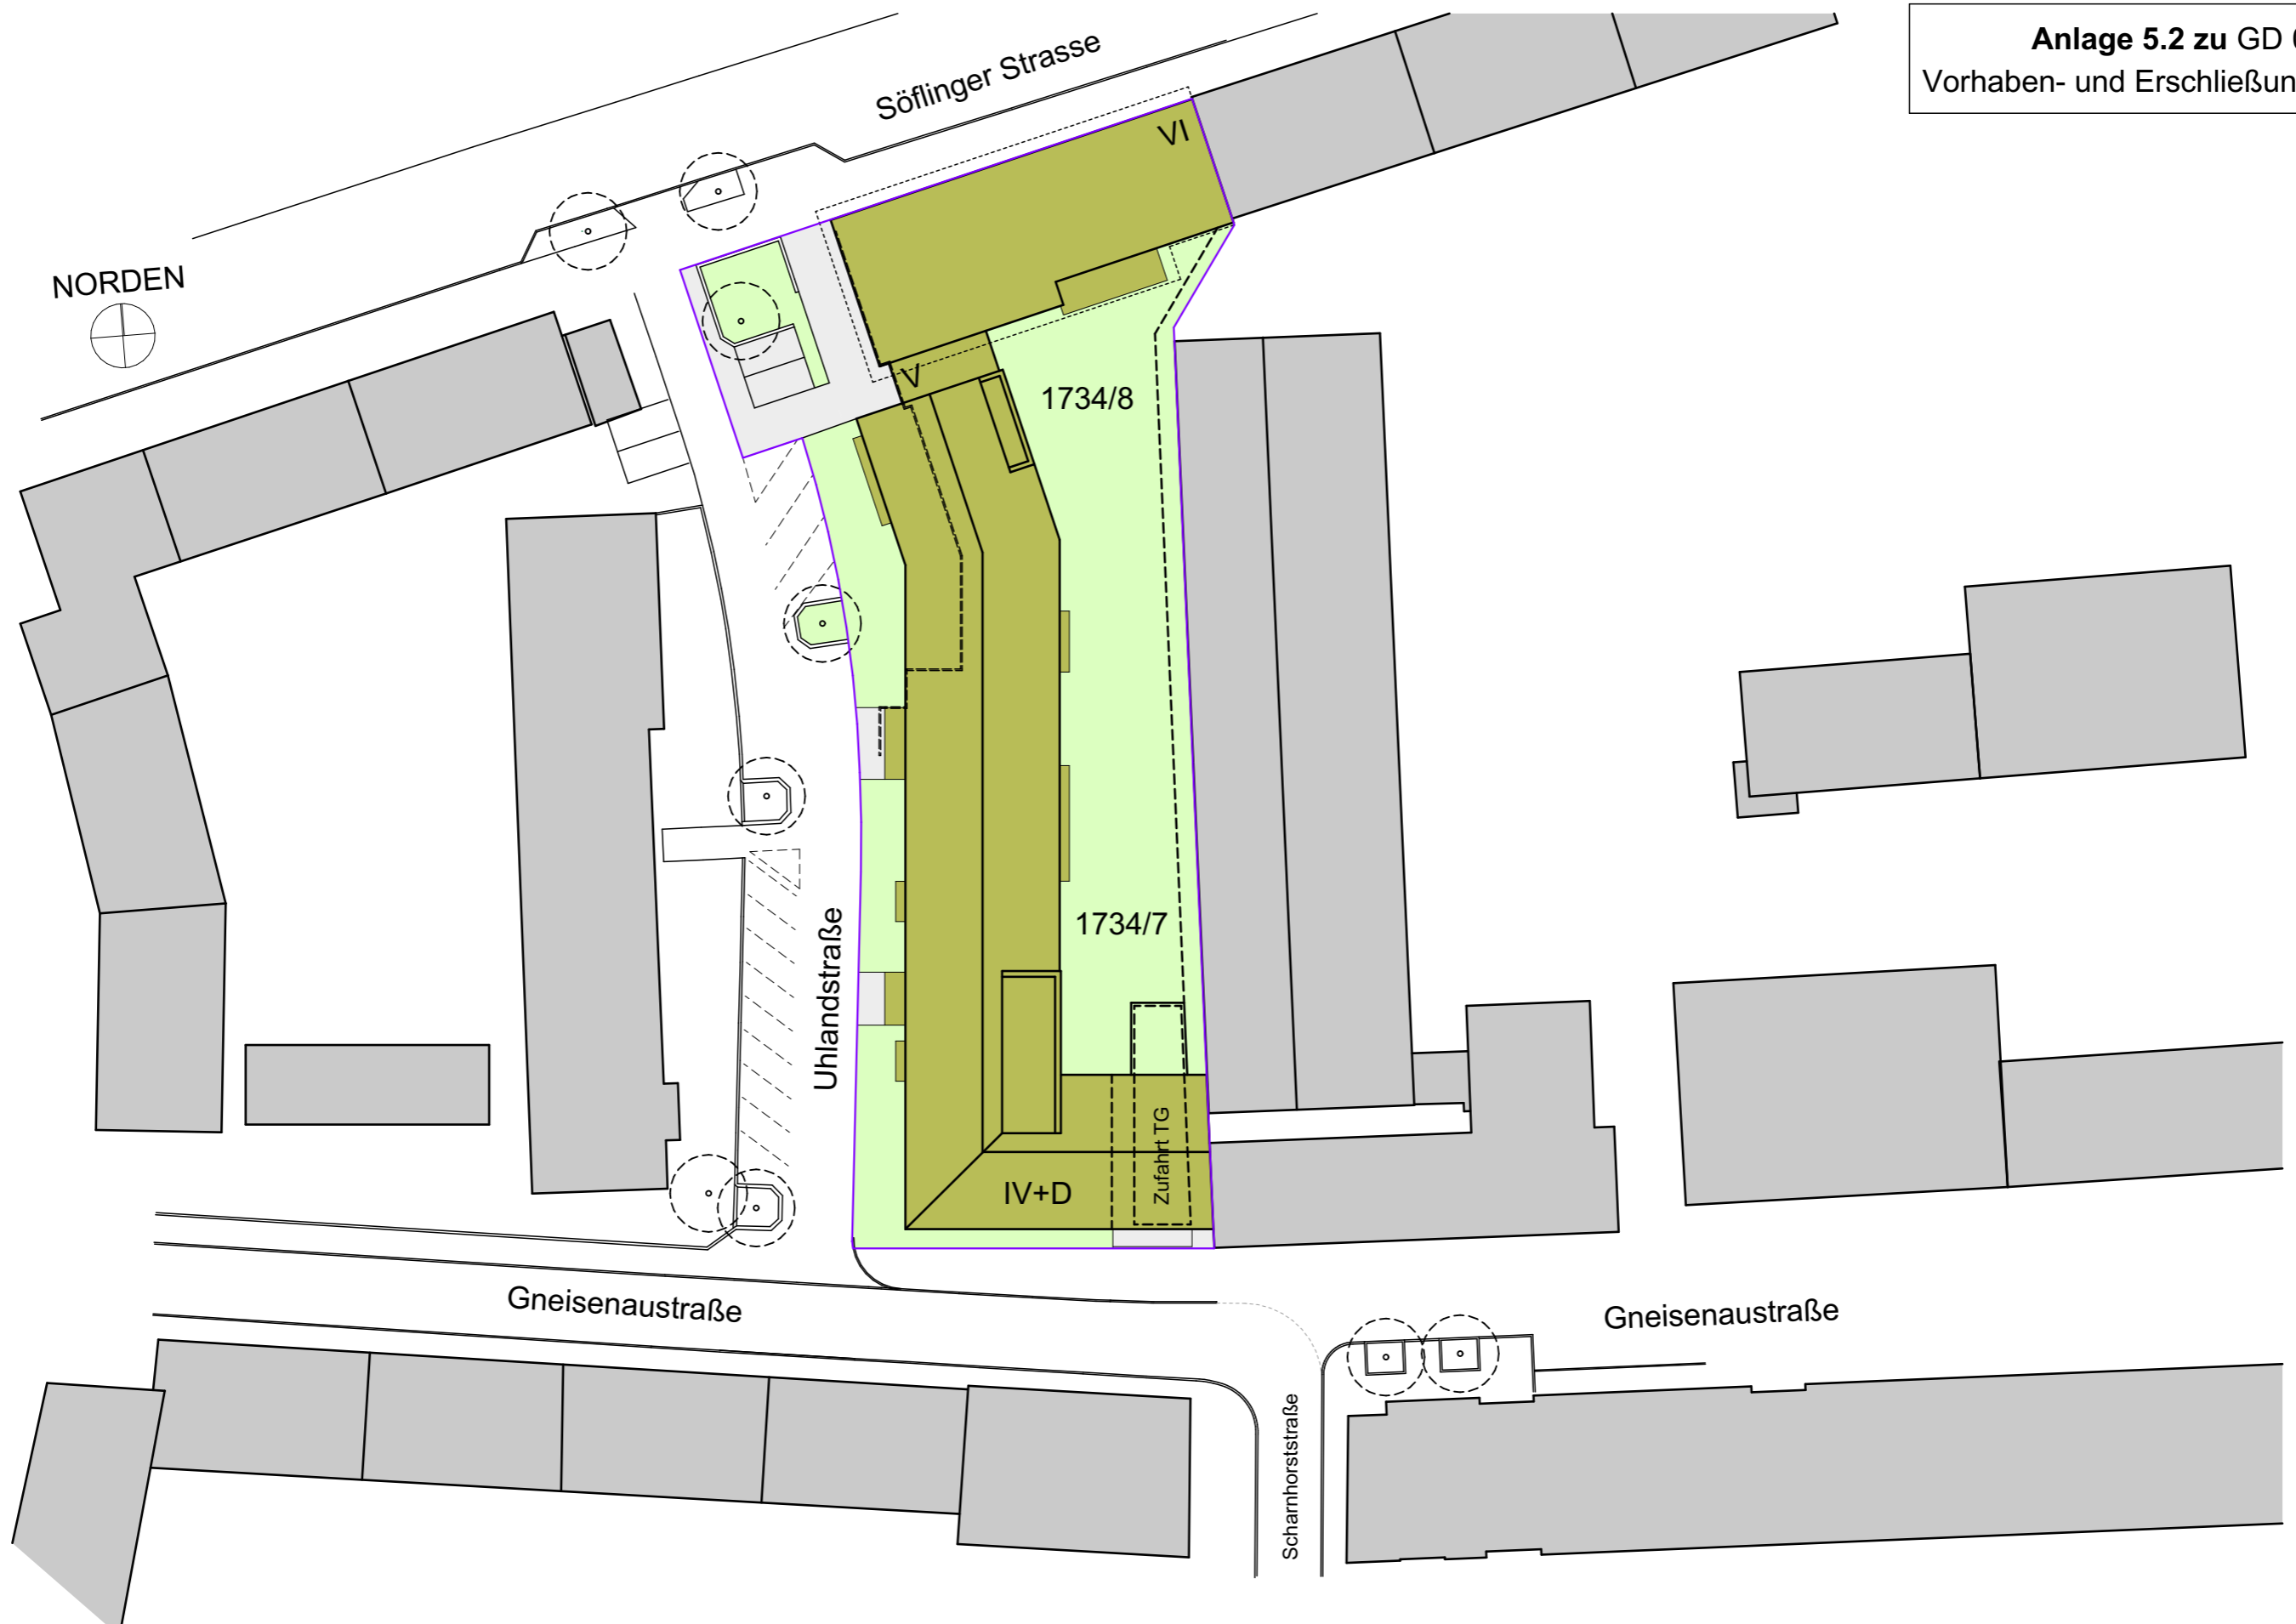 Anlage 5.2 zu GD
Vorhaben- und
Söflinger Strasse
VI
NORDEN
V
1734/8
1734/7
Uhlandstraße
Zufahrt TG
IV+D
Gneisenaustraße
Gneisenaustraße
Scharnhorststraße